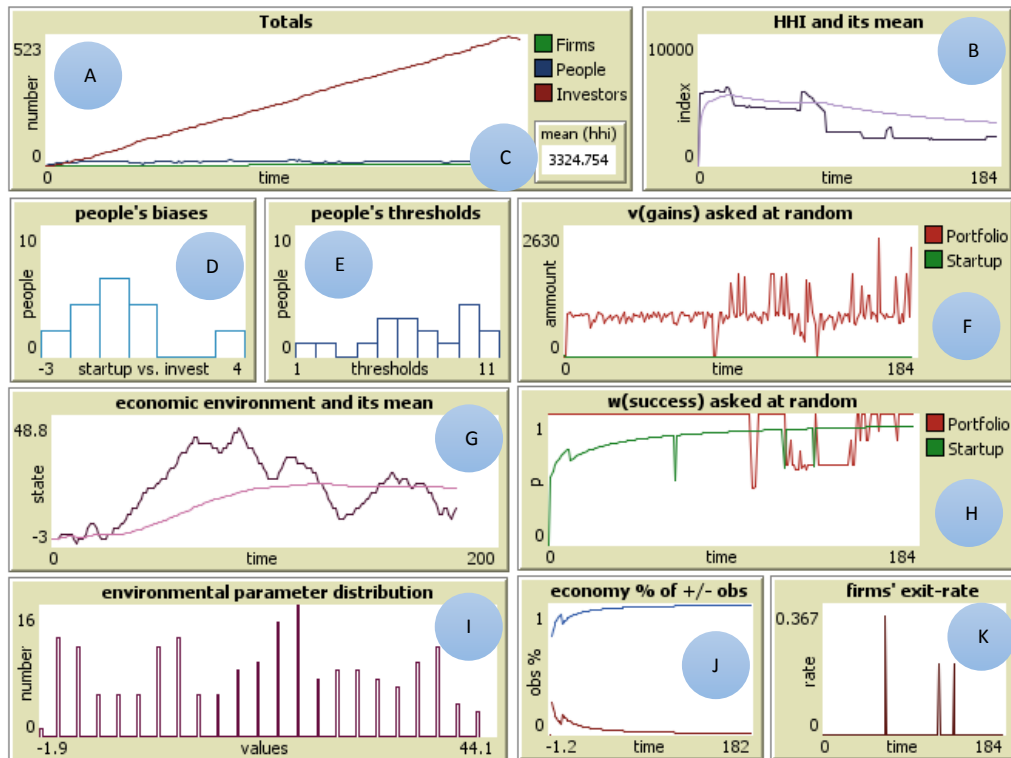 Totals
523
number
0
0
time
A
Firms
People
Investors
mean (hhi)
3324.754
C
HHI and its mean
10000
index
0
0
time
184
B
people's biases
10
people
0
-3
startup vs. invest
4
D
people's thresholds
10
people
0
1
thresholds
11
E
v(gains) asked at random
2630
ammount
0
0
time
184
Portfolio
Startup
F
economic environment and its mean
48.8
state
-3
0
time
200
G
w(success) asked at random
1
p
0
0
time
184
Portfolio
Startup
H
environmental parameter distribution
16
number
0
-1.9
values
44.1
I
economy % of +/- obs
1
obs %
0
-1.2
time
182
J
firms' exit-rate
0.367
rate
0
0
time
184
K